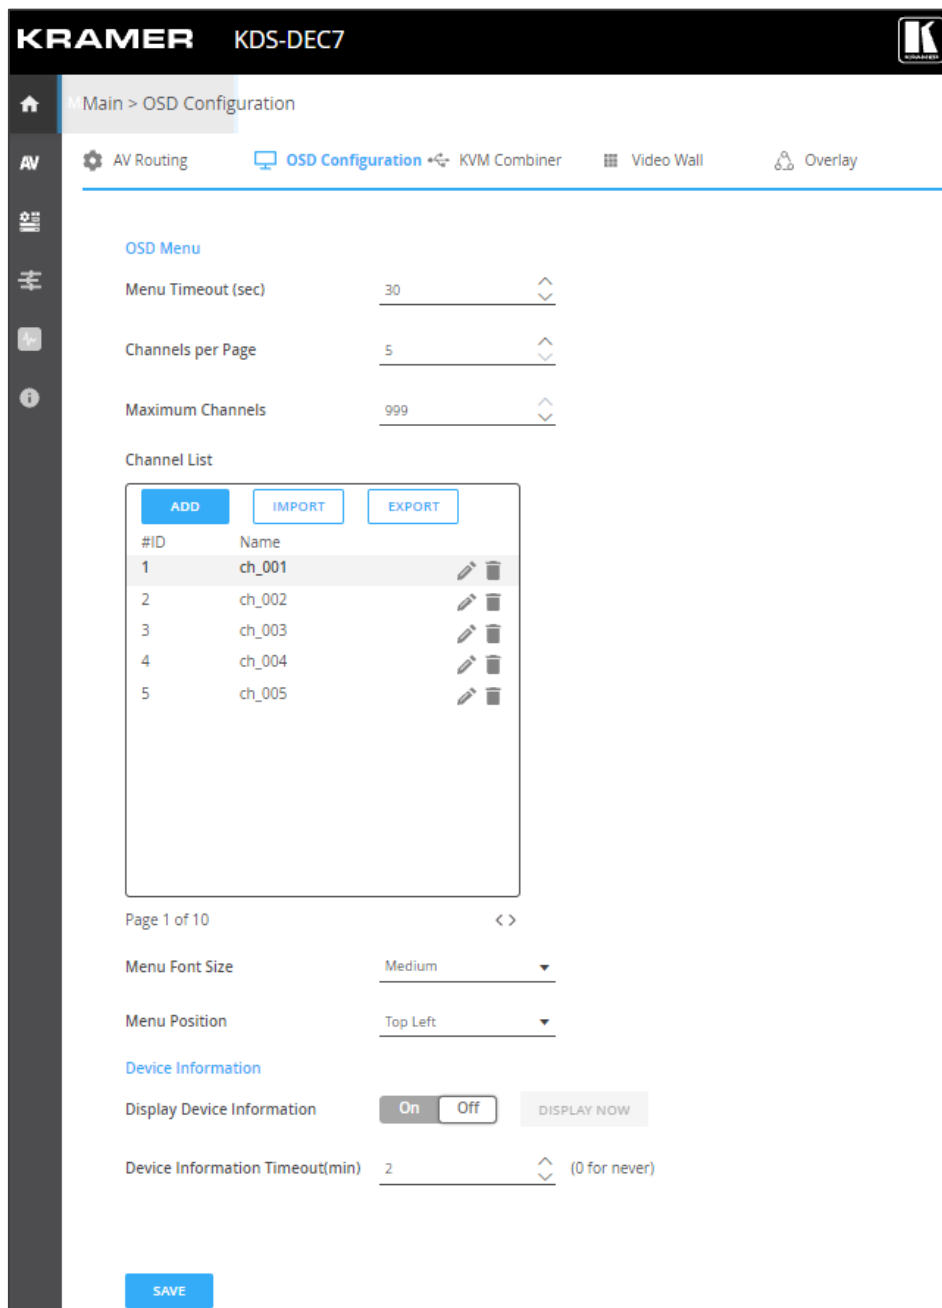 KRAMER KDS-DEC7
KRAMER
Main > OSD Configuration
AV
AV Routing OSD Configuration KVM Combiner Video Wall Overlay
OSD Menu
Menu Timeout (sec) 30
Channels per Page 5
Maximum Channels 999
Channel List
ADD IMPORT EXPORT
#ID Name
1 ch_001
2 ch_002
3 ch_003
4 ch_004
5 ch_005
Page 1 of 10 < >
Menu Font Size Medium
Menu Position Top Left
Device Information
Display Device Information On Off DISPLAY NOW
Device Information Timeout(min) 2 (0 for never)
SAVE